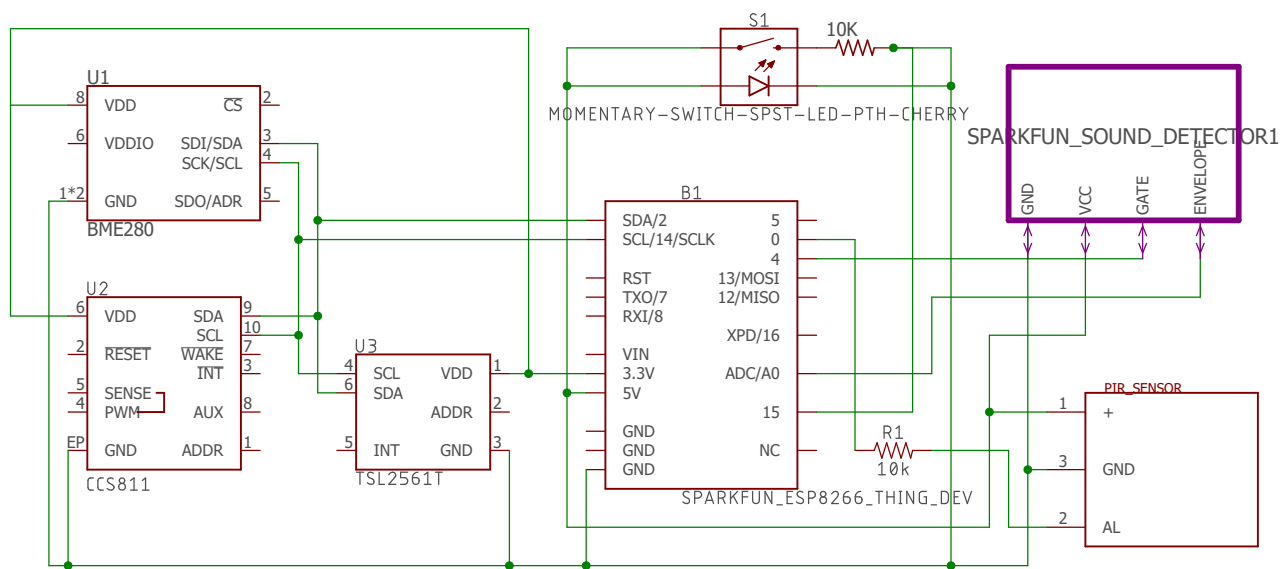 S1
10K
MOMENTARY-SWITCH-SPST-LED-PTH-CHERRY
U1
8 VDD CS 2
6 VDDIO SDI/SDA 3
SCK/SCL 4
1*2 GND SDO/ADR 5
BME280
U2
6 VDD SDA 9
SCL 10
2 RESET WAKE 7
INT 3
5 SENSE
4 PWM AUX 8
EP GND ADDR 1
CCS811
U3
4 SCL VDD 1
6 SDA
ADDR 2
5 INT GND 3
TSL2561T
B1
SDA/2 5
SCL/14/SCLK 0
4
RST 13/MOSI
TXO/7 12/MISO
RXI/8
XPD/16
VIN
3.3V ADC/A0
5V
15
GND
GND NC
GND
SPARKFUN_ESP8266_THING_DEV
R1
10k
SPARKFUN_SOUND_DETECTOR1
GND
VCC
GATE
ENVELOPE
PIR_SENSOR
1 +
3 GND
2 AL